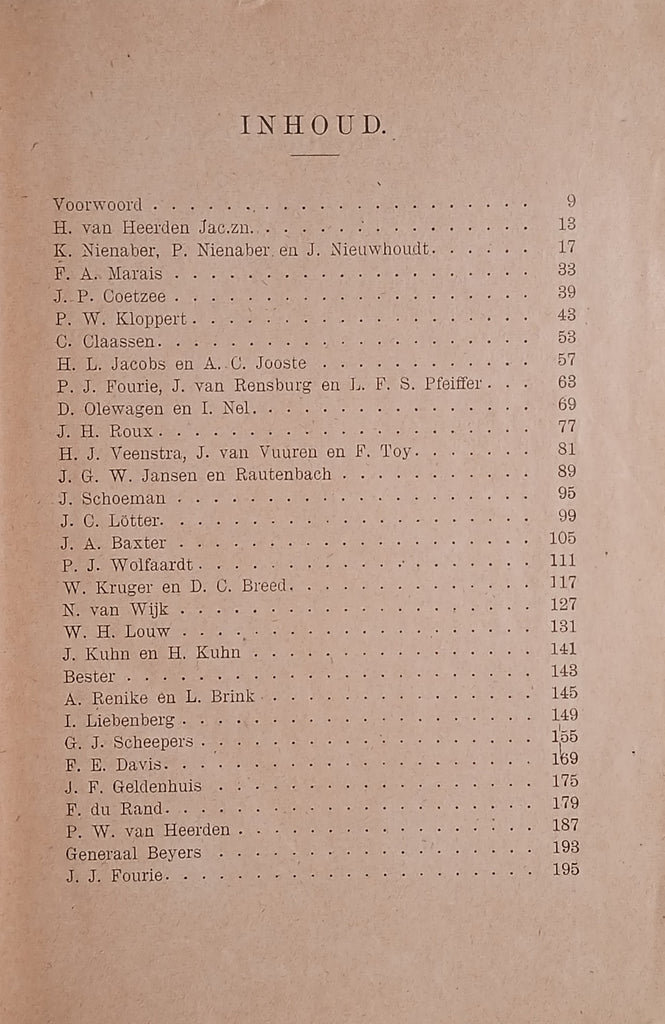 INHOUD.
Voorwoord . . . . . . . . . . . . . . . . . . . . . 9
H. van Heerden Jac.zn. . . . . . . . . . . . . . . . 13
K. Nienaber, P. Nienaber en J. Nieuwhoudt. . . . . . 17
F. A. Marais . . . . . . . . . . . . . . . . . . . . 33
J. P. Coetzee . . . . . . . . . . . . . . . . . . . . 39
P. W. Kloppert . . . . . . . . . . . . . . . . . . . 43
C. Claassen. . . . . . . . . . . . . . . . . . . . . 53
H. L. Jacobs en A. C. Jooste . . . . . . . . . . . . 57
P. J. Fourie, J. van Rensburg en L. F. S. Pfeiffer. . . 63
D. Olewagen en I. Nel. . . . . . . . . . . . . . . . 69
J. H. Roux. . . . . . . . . . . . . . . . . . . . . 77
H. J. Veenstra, J. van Vuuren en F. Toy. . . . . . . 81
J. G. W. Jansen en Rautenbach . . . . . . . . . . . 89
J. Schoeman . . . . . . . . . . . . . . . . . . . . 95
J. C. Lötter. . . . . . . . . . . . . . . . . . . . . 99
J. A. Baxter . . . . . . . . . . . . . . . . . . . . 105
P. J. Wolfaardt . . . . . . . . . . . . . . . . . . . 111
W. Kruger en D. C. Breed. . . . . . . . . . . . . . 117
N. van Wijk . . . . . . . . . . . . . . . . . . . . 127
W. H. Louw . . . . . . . . . . . . . . . . . . . . 131
J. Kuhn en H. Kuhn . . . . . . . . . . . . . . . . 141
Bester . . . . . . . . . . . . . . . . . . . . . . . 143
A. Renike en L. Brink . . . . . . . . . . . . . . . 145
I. Liebenberg . . . . . . . . . . . . . . . . . . . . 149
G. J. Scheepers . . . . . . . . . . . . . . . . . . . 155
F. E. Davis. . . . . . . . . . . . . . . . . . . . . 169
J. F. Geldenhuis . . . . . . . . . . . . . . . . . . 175
F. du Rand. . . . . . . . . . . . . . . . . . . . . 179
P. W. van Heerden . . . . . . . . . . . . . . . . . 187
Generaal Beyers . . . . . . . . . . . . . . . . . . 193
J. J. Fourie. . . . . . . . . . . . . . . . . . . . . 195